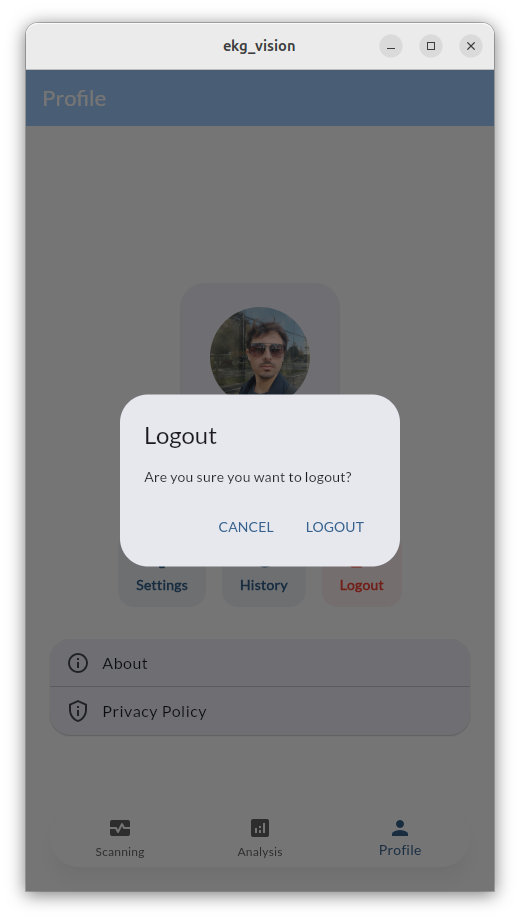 ekg_vision
Profile
Logout
Are you sure you want to logout?
CANCEL LOGOUT
Settings History Logout
About
Privacy Policy
Scanning Analysis Profile